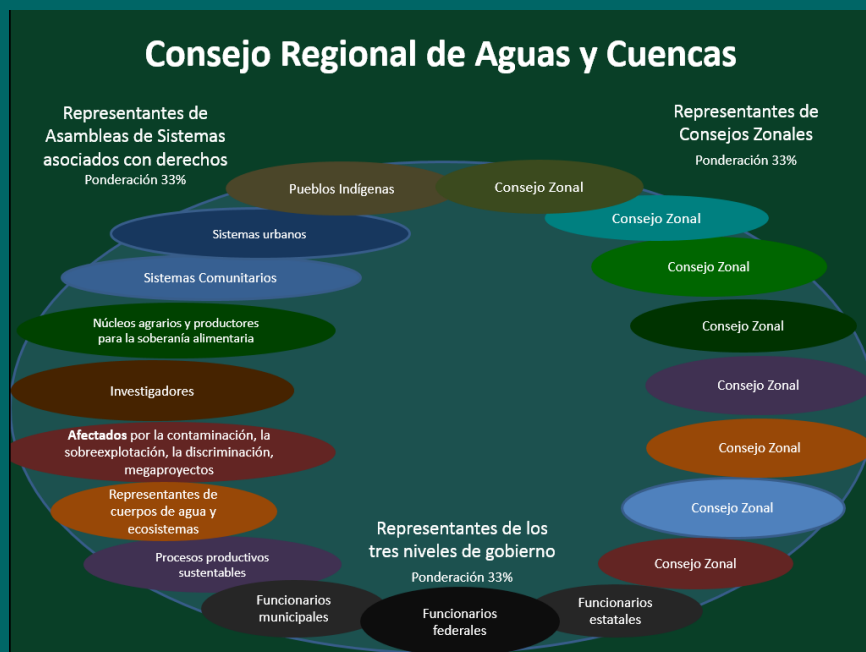 Consejo Regional de Aguas y Cuencas
Representantes de
Asambleas de Sistemas
asociados con derechos
Ponderación 33%
Representantes de
Consejos Zonales
Ponderación 33%
Pueblos Indígenas
Sistemas urbanos
Sistemas Comunitarios
Núcleos agrarios y productores
para la soberanía alimentaria
Investigadores
Afectados por la contaminación, la
sobreexplotación, la discriminación,
megaproyectos
Representantes de
cuerpos de agua y
ecosistemas
Procesos productivos
sustentables
Consejo Zonal
Consejo Zonal
Consejo Zonal
Consejo Zonal
Consejo Zonal
Consejo Zonal
Consejo Zonal
Consejo Zonal
Representantes de los
tres niveles de gobierno
Ponderación 33%
Funcionarios
municipales
Funcionarios
federales
Funcionarios
estatales